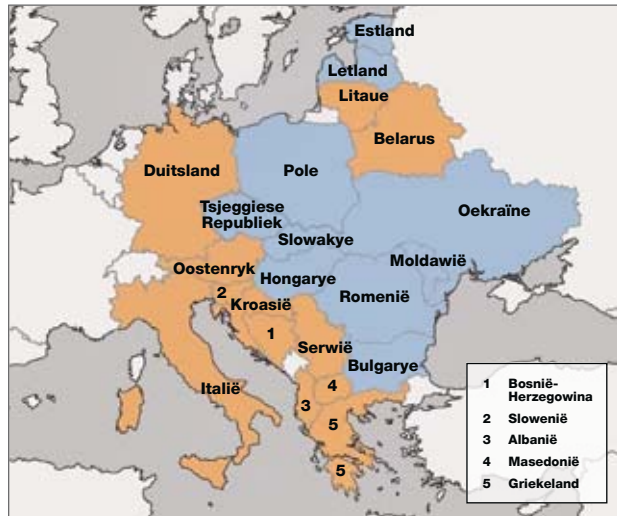 Estland
Letland
Litaue
Belarus
Duitsland
Pole
Tsjeggiese
Republiek
Oekraïne
Slowakye
Moldawië
Oostenryk
Hongarye
2
Kroasië
Romenië
1
Serwië
Bulgarye
Italië
4
3
5
5
1 Bosnië-
Herzegowina
2 Slowenië
3 Albanië
4 Masedonië
5 Griekeland